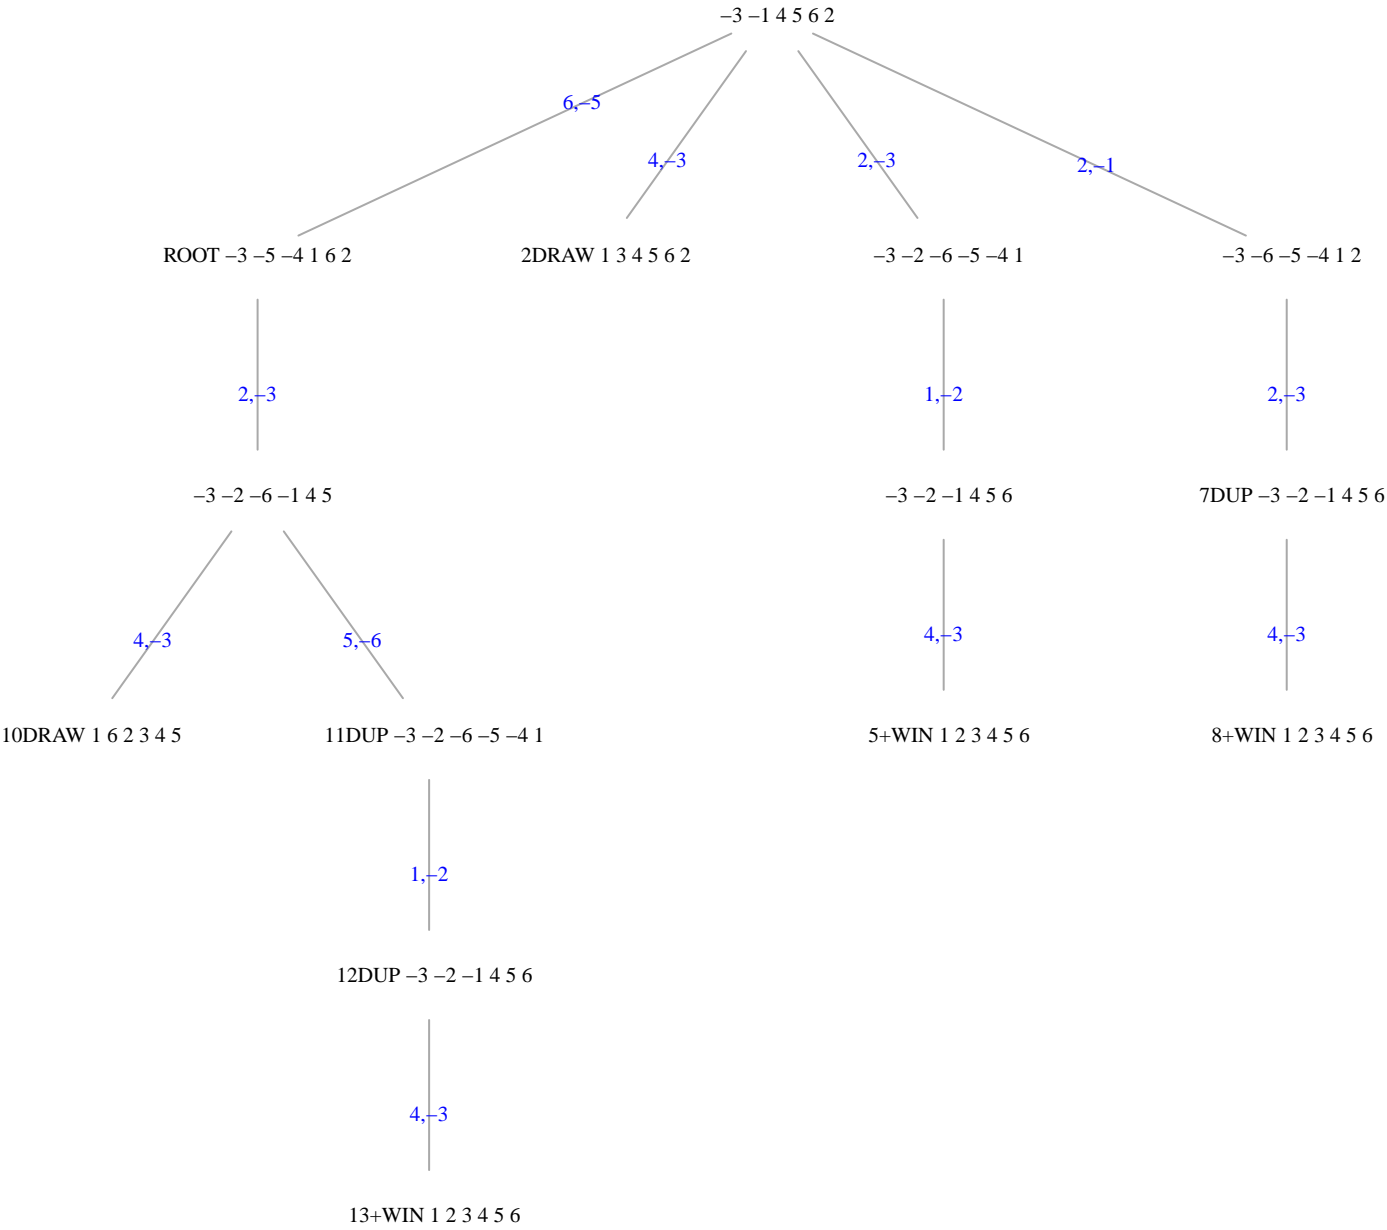 −3 −1 4 5 6 2
6,−5
4,−3
2,−3
2,−1
ROOT −3 −5 −4 1 6 2
2DRAW 1 3 4 5 6 2
−3 −2 −6 −5 −4 1
−3 −6 −5 −4 1 2
2,−3
1,−2
2,−3
−3 −2 −6 −1 4 5
−3 −2 −1 4 5 6
7DUP −3 −2 −1 4 5 6
4,−3
5,−6
4,−3
4,−3
10DRAW 1 6 2 3 4 5
11DUP −3 −2 −6 −5 −4 1
5+WIN 1 2 3 4 5 6
8+WIN 1 2 3 4 5 6
1,−2
12DUP −3 −2 −1 4 5 6
4,−3
13+WIN 1 2 3 4 5 6